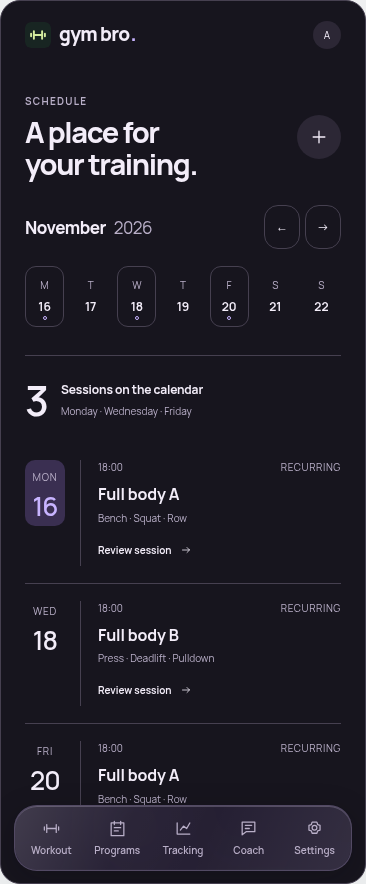 gym bro.
A
SCHEDULE
A place for
your training.
+
November 2026
← →
M T W T F S S
16 17 18 19 20 21 22
3
Sessions on the calendar
Monday · Wednesday · Friday
MON
16
18:00 RECURRING
Full body A
Bench · Squat · Row
Review session →
WED
18
18:00 RECURRING
Full body B
Press · Deadlift · Pulldown
Review session →
FRI
20
18:00 RECURRING
Full body A
Bench · Squat · Row
Workout Programs Tracking Coach Settings